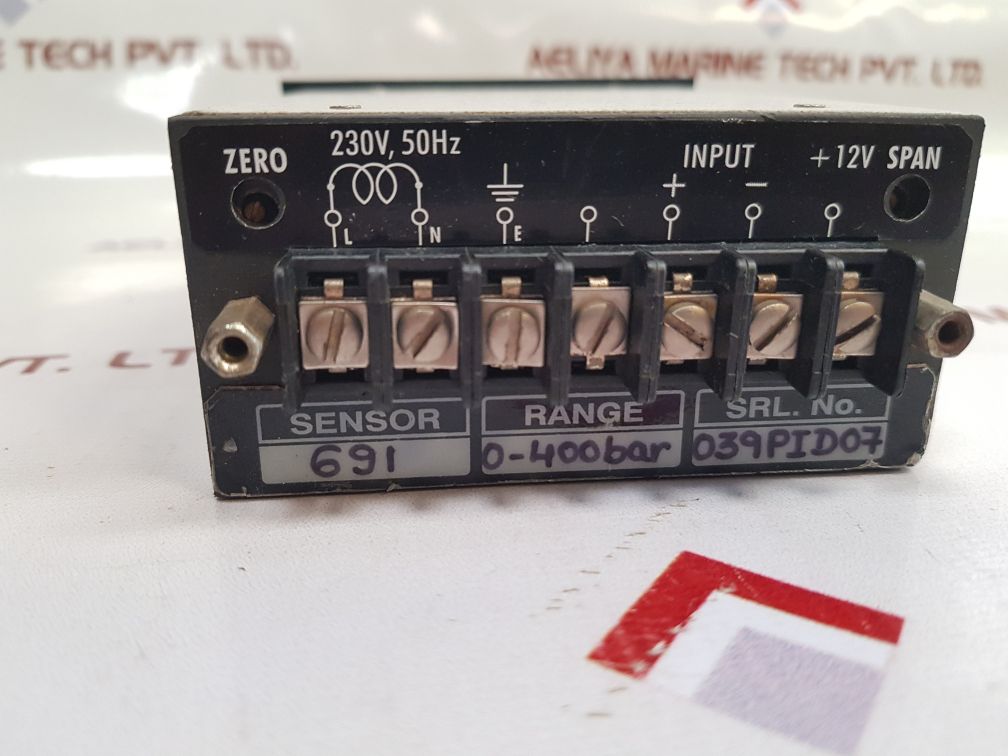 TECH PVT. LTD.
AELIYA MARINE TECH PVT. LTD.
ZERO
230V, 50Hz
INPUT
+12V SPAN
+ −
L N E
SENSOR RANGE SRL. No.
691 0-400bar 039PID07